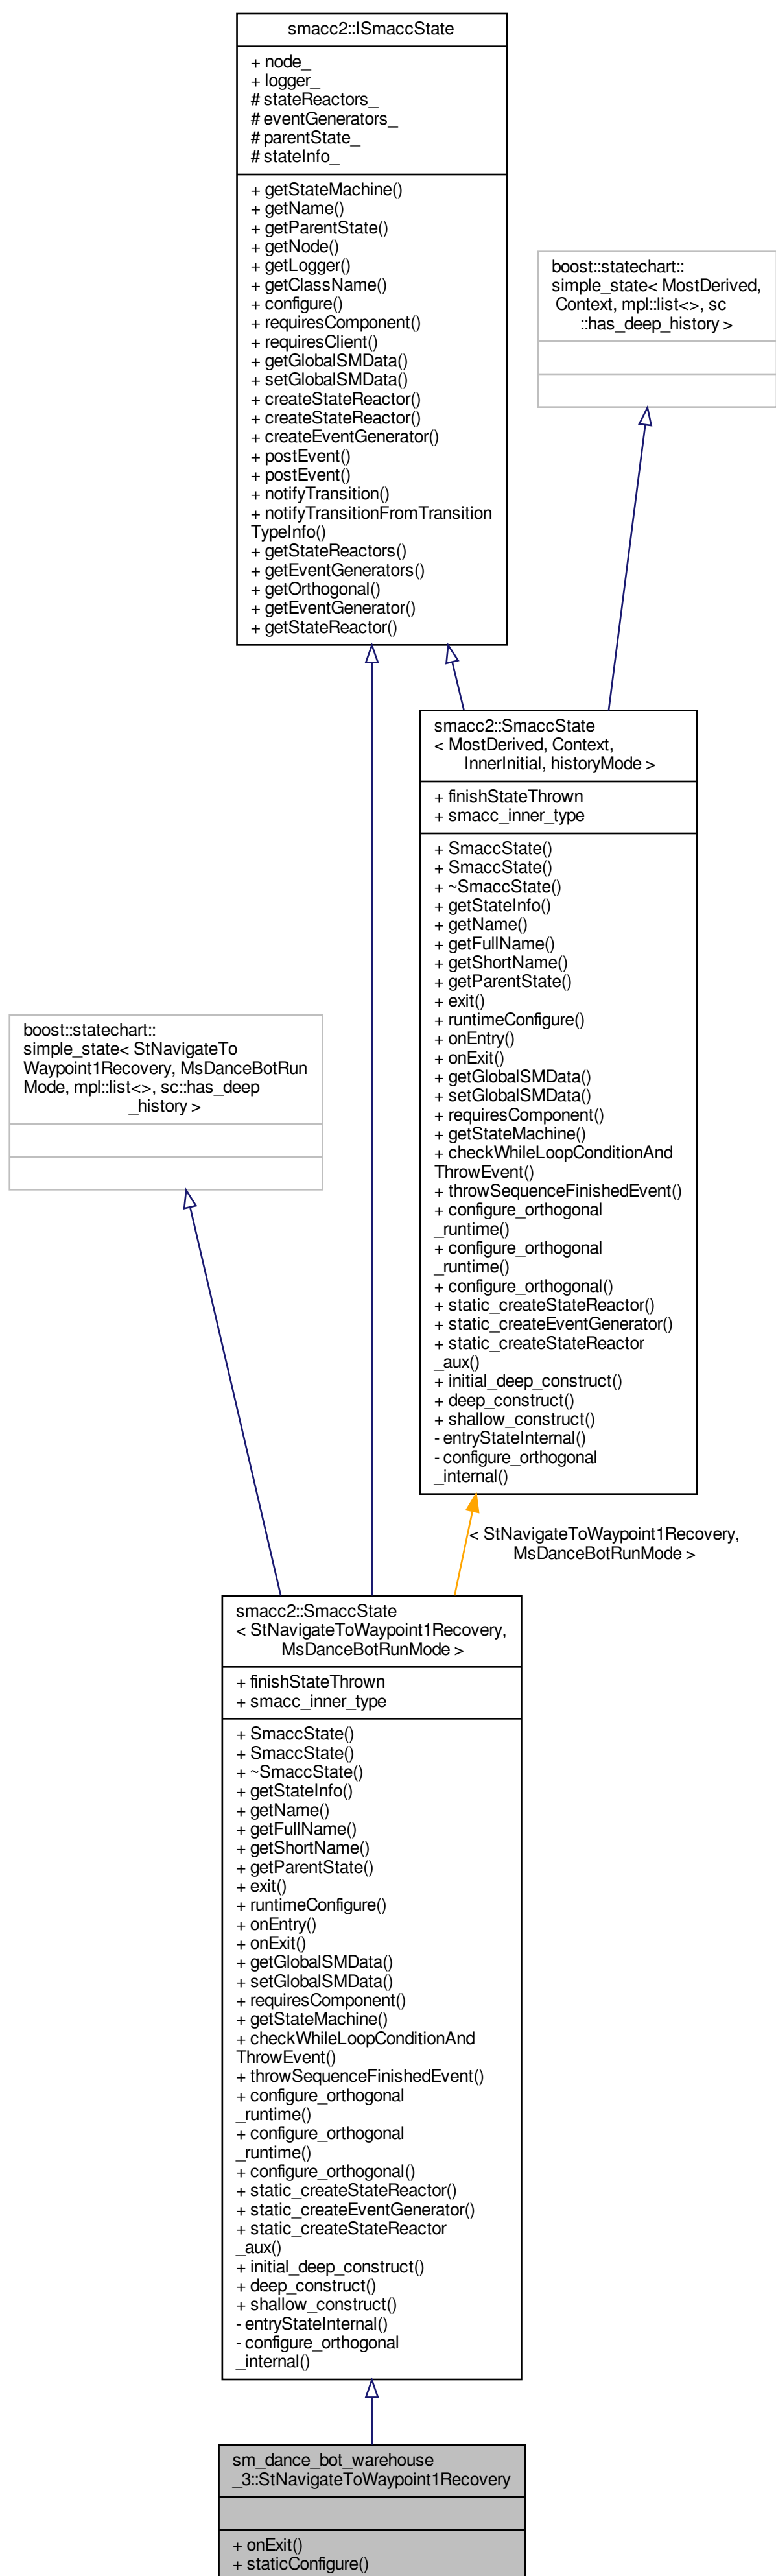 smacc2::ISmaccState
+ node_
+ logger_
# stateReactors_
# eventGenerators_
# parentState_
# stateInfo_
+ getStateMachine()
+ getName()
+ getParentState()
+ getNode()
+ getLogger()
+ getClassName()
+ configure()
+ requiresComponent()
+ requiresClient()
+ getGlobalSMData()
+ setGlobalSMData()
+ createStateReactor()
+ createStateReactor()
+ createEventGenerator()
+ postEvent()
+ postEvent()
+ notifyTransition()
+ notifyTransitionFromTransition
TypeInfo()
+ getStateReactors()
+ getEventGenerators()
+ getOrthogonal()
+ getEventGenerator()
+ getStateReactor()
boost::statechart::
simple_state< MostDerived,
Context, mpl::list<>, sc
::has_deep_history >
smacc2::SmaccState
< MostDerived, Context,
InnerInitial, historyMode >
+ finishStateThrown
+ smacc_inner_type
+ SmaccState()
+ SmaccState()
+ ~SmaccState()
+ getStateInfo()
+ getName()
+ getFullName()
+ getShortName()
+ getParentState()
+ exit()
+ runtimeConfigure()
+ onEntry()
+ onExit()
+ getGlobalSMData()
+ setGlobalSMData()
+ requiresComponent()
+ getStateMachine()
+ checkWhileLoopConditionAnd
ThrowEvent()
+ throwSequenceFinishedEvent()
+ configure_orthogonal
_runtime()
+ configure_orthogonal
_runtime()
+ configure_orthogonal()
+ static_createStateReactor()
+ static_createEventGenerator()
+ static_createStateReactor
_aux()
+ initial_deep_construct()
+ deep_construct()
+ shallow_construct()
- entryStateInternal()
- configure_orthogonal
_internal()
boost::statechart::
simple_state< StNavigateTo
Waypoint1Recovery, MsDanceBotRun
Mode, mpl::list<>, sc::has_deep
_history >
< StNavigateToWaypoint1Recovery,
MsDanceBotRunMode >
smacc2::SmaccState
< StNavigateToWaypoint1Recovery,
MsDanceBotRunMode >
+ finishStateThrown
+ smacc_inner_type
+ SmaccState()
+ SmaccState()
+ ~SmaccState()
+ getStateInfo()
+ getName()
+ getFullName()
+ getShortName()
+ getParentState()
+ exit()
+ runtimeConfigure()
+ onEntry()
+ onExit()
+ getGlobalSMData()
+ setGlobalSMData()
+ requiresComponent()
+ getStateMachine()
+ checkWhileLoopConditionAnd
ThrowEvent()
+ throwSequenceFinishedEvent()
+ configure_orthogonal
_runtime()
+ configure_orthogonal
_runtime()
+ configure_orthogonal()
+ static_createStateReactor()
+ static_createEventGenerator()
+ static_createStateReactor
_aux()
+ initial_deep_construct()
+ deep_construct()
+ shallow_construct()
- entryStateInternal()
- configure_orthogonal
_internal()
sm_dance_bot_warehouse
_3::StNavigateToWaypoint1Recovery
+ onExit()
+ staticConfigure()